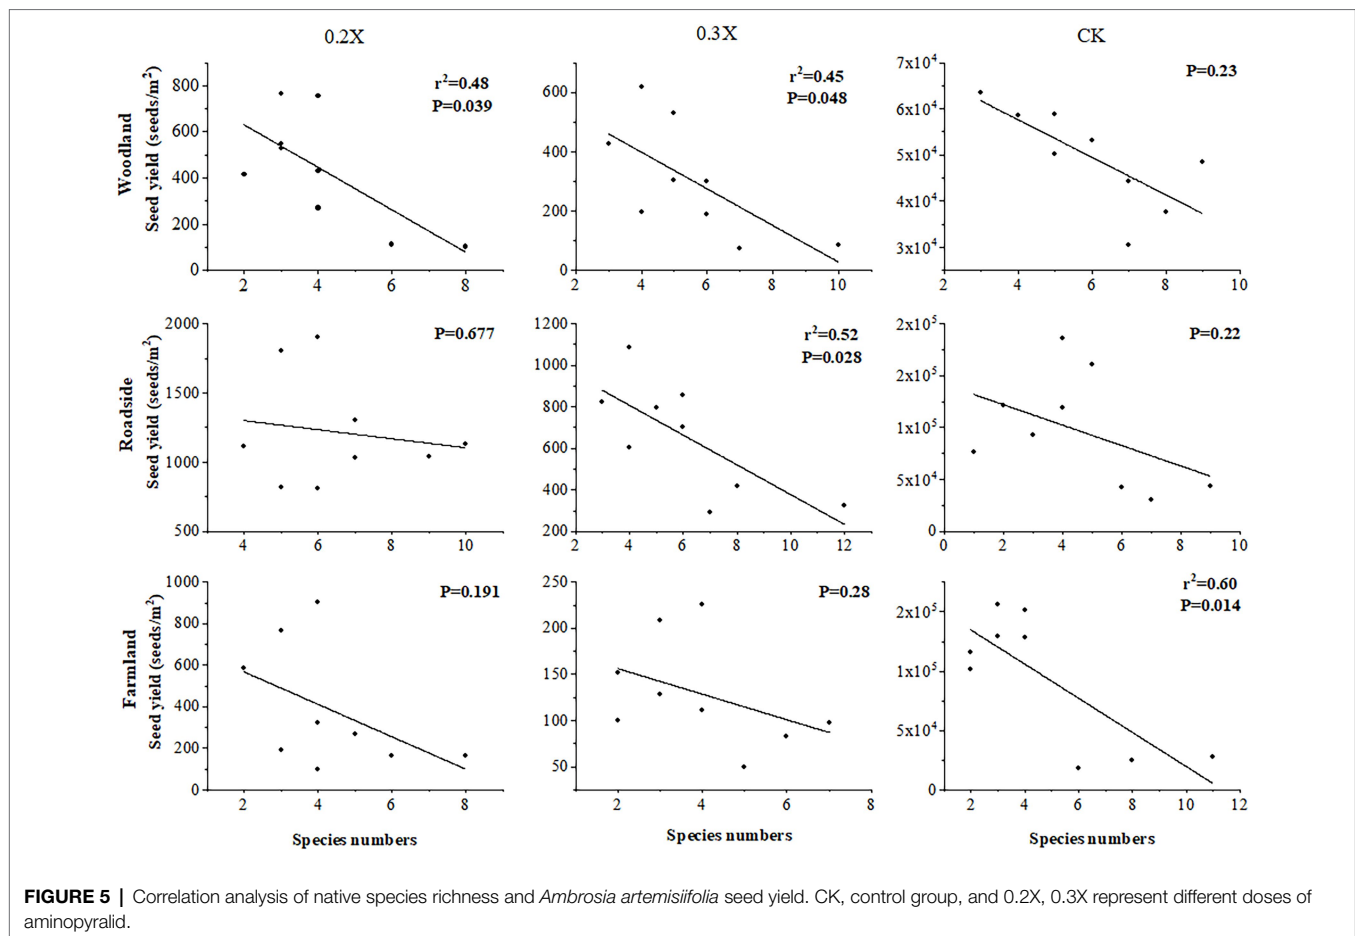 0.2X 0.3X CK
Woodland
Seed yield (seeds/m²)
800
600
400
200
0
2 4 6 8
r²=0.48
P=0.039
600
400
200
0
2 4 6 8 10
r²=0.45
P=0.048
7x10⁴
6x10⁴
5x10⁴
4x10⁴
3x10⁴
2 4 6 8 10
P=0.23
Roadside
Seed yield (seeds/m²)
2000
1500
1000
500
4 6 8 10
P=0.677
1200
1000
800
600
400
200
2 4 6 8 10 12
r²=0.52
P=0.028
2x10⁵
2x10⁵
1x10⁵
5x10⁴
0
0 2 4 6 8 10
P=0.22
Farmland
Seed yield (seeds/m²)
1000
800
600
400
200
0
2 4 6 8
P=0.191
Species numbers
250
200
150
100
50
2 4 6 8
P=0.28
Species numbers
2x10⁵
1x10⁵
5x10⁴
0
2 4 6 8 10 12
r²=0.60
P=0.014
Species numbers
FIGURE 5 | Correlation analysis of native species richness and Ambrosia artemisiifolia seed yield. CK, control group, and 0.2X, 0.3X represent different doses of
aminopyralid.